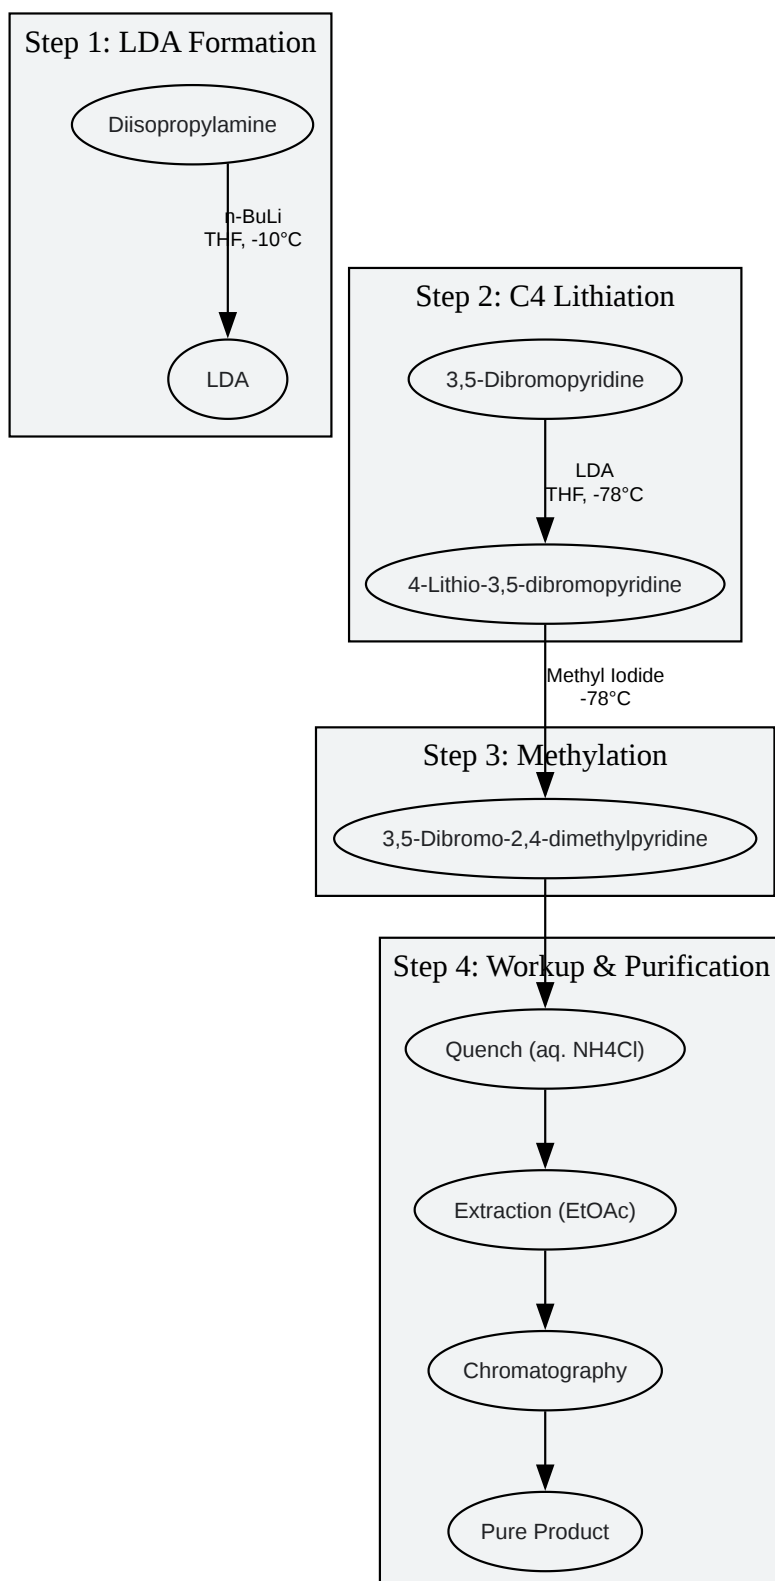 Step 1: LDA Formation
Diisopropylamine
n-BuLi
THF, -10°C
LDA
Step 2: C4 Lithiation
3,5-Dibromopyridine
LDA
THF, -78°C
4-Lithio-3,5-dibromopyridine
Methyl Iodide
-78°C
Step 3: Methylation
3,5-Dibromo-2,4-dimethylpyridine
Step 4: Workup & Purification
Quench (aq. NH4Cl)
Extraction (EtOAc)
Chromatography
Pure Product